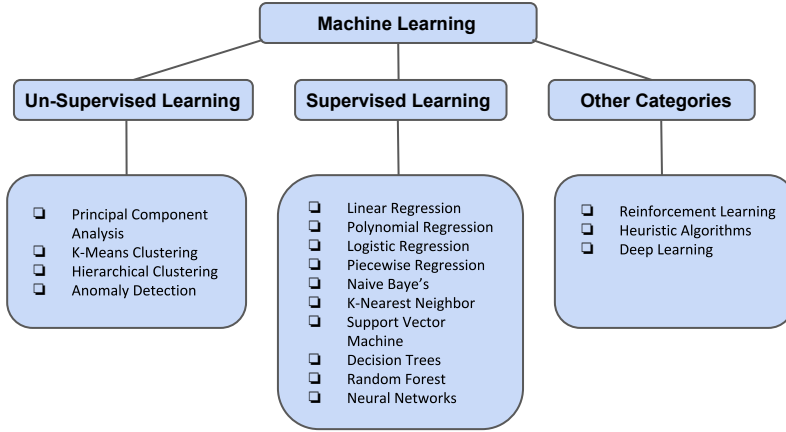 Machine Learning
Un-Supervised Learning
Supervised Learning
Other Categories
❏ Principal Component
Analysis
❏ K-Means Clustering
❏ Hierarchical Clustering
❏ Anomaly Detection
❏ Linear Regression
❏ Polynomial Regression
❏ Logistic Regression
❏ Piecewise Regression
❏ Naive Baye’s
❏ K-Nearest Neighbor
❏ Support Vector
Machine
❏ Decision Trees
❏ Random Forest
❏ Neural Networks
❏ Reinforcement Learning
❏ Heuristic Algorithms
❏ Deep Learning